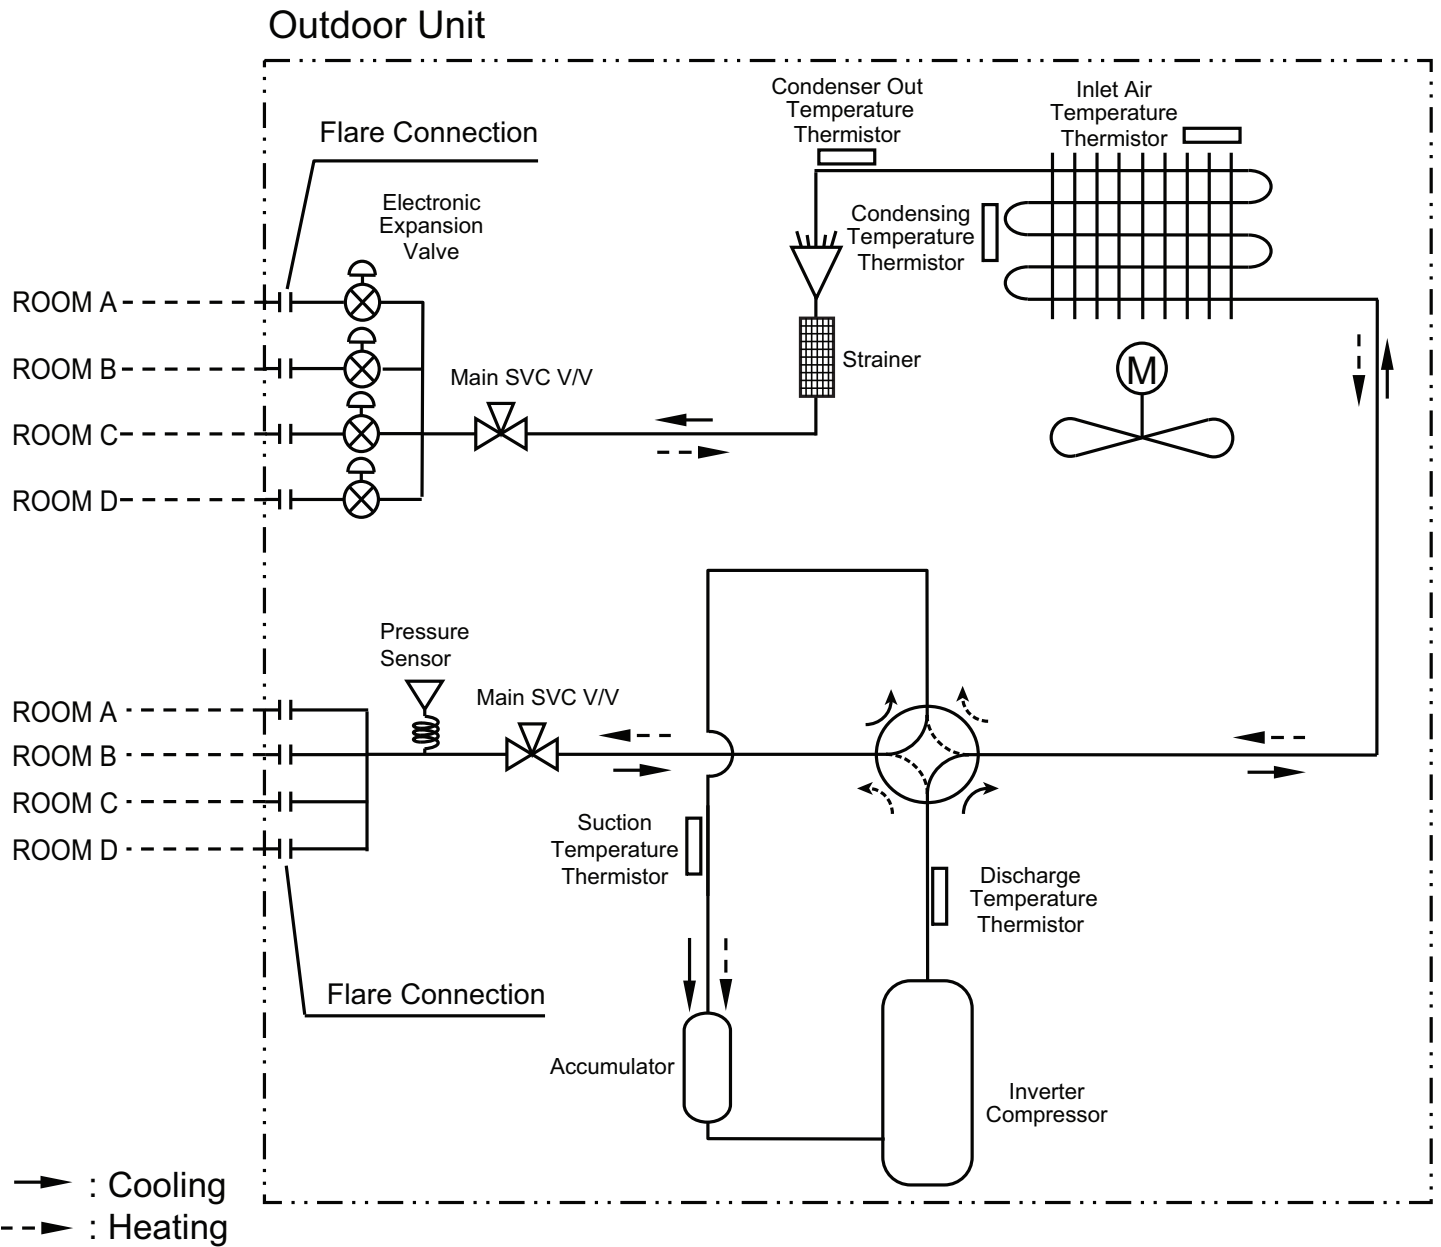 Outdoor Unit
Condenser Out
Temperature
Thermistor
Inlet Air
Temperature
Thermistor
Flare Connection
Electronic
Expansion
Valve
Condensing
Temperature
Thermistor
ROOM A
ROOM B
ROOM C
ROOM D
Main SVC V/V
Strainer
M
Pressure
Sensor
Main SVC V/V
ROOM A
ROOM B
ROOM C
ROOM D
Suction
Temperature
Thermistor
Discharge
Temperature
Thermistor
Flare Connection
Accumulator
Inverter
Compressor
: Cooling
: Heating